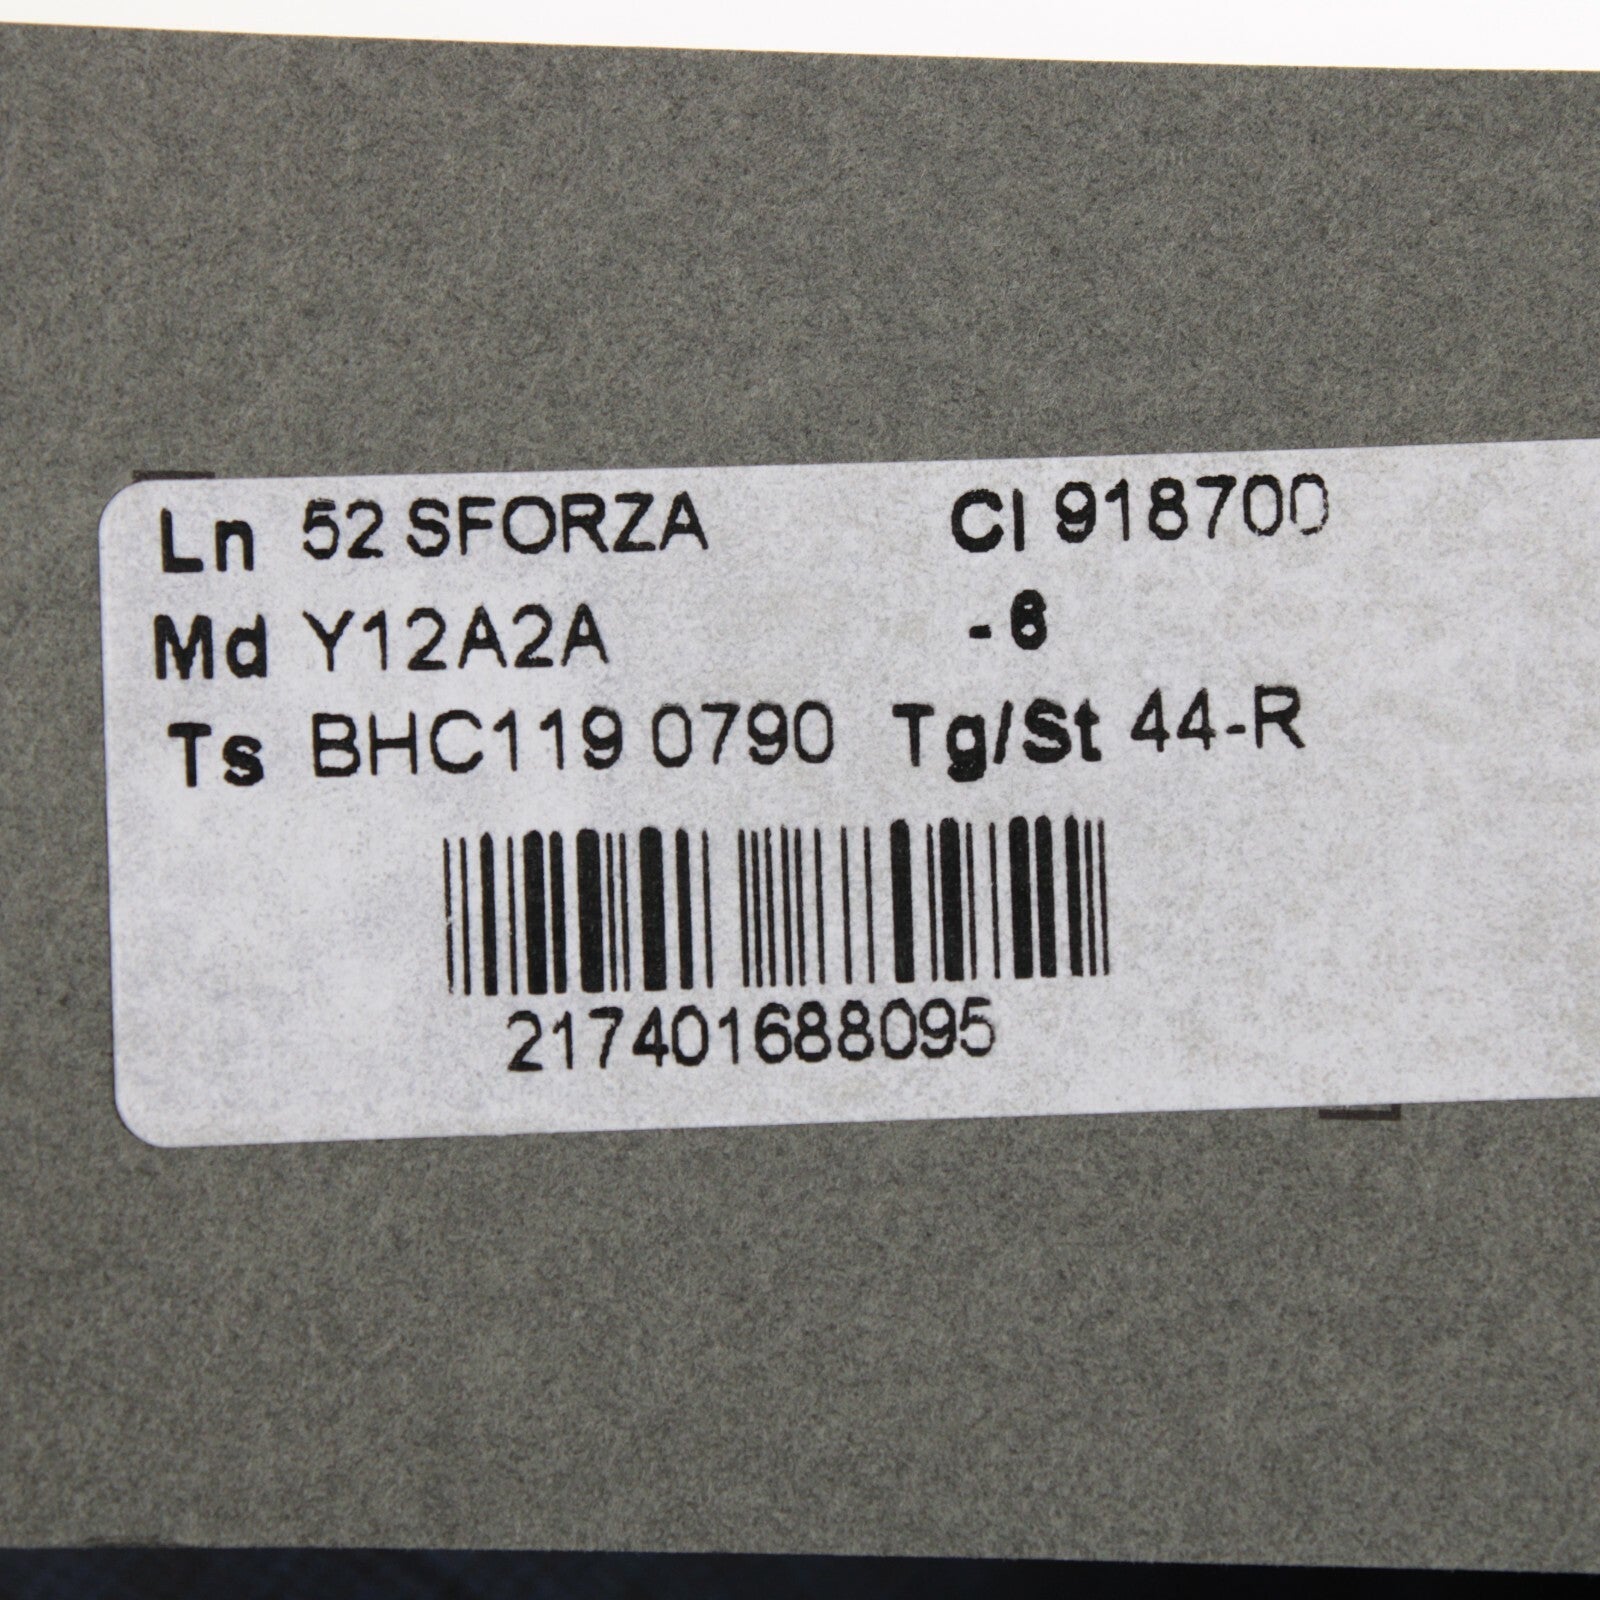 Ln 52 SFORZA Cl 918700
Md Y12A2A - 6
Ts BHC119 0790 Tg/St 44-R
217401688095